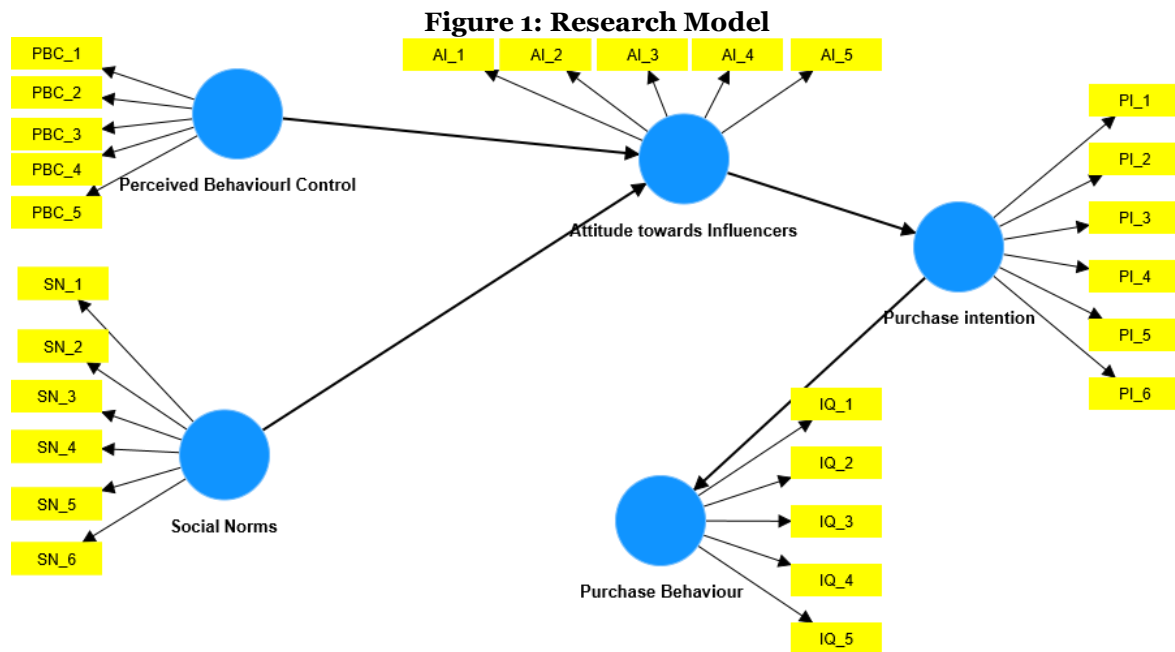 Figure 1: Research Model
PBC_1
PBC_2
PBC_3
PBC_4
PBC_5
Perceived Behaviourl Control
AI_1
AI_2
AI_3
AI_4
AI_5
Attitude towards Influencers
PI_1
PI_2
PI_3
PI_4
PI_5
PI_6
Purchase intention
SN_1
SN_2
SN_3
SN_4
SN_5
SN_6
Social Norms
IQ_1
IQ_2
IQ_3
IQ_4
IQ_5
Purchase Behaviour